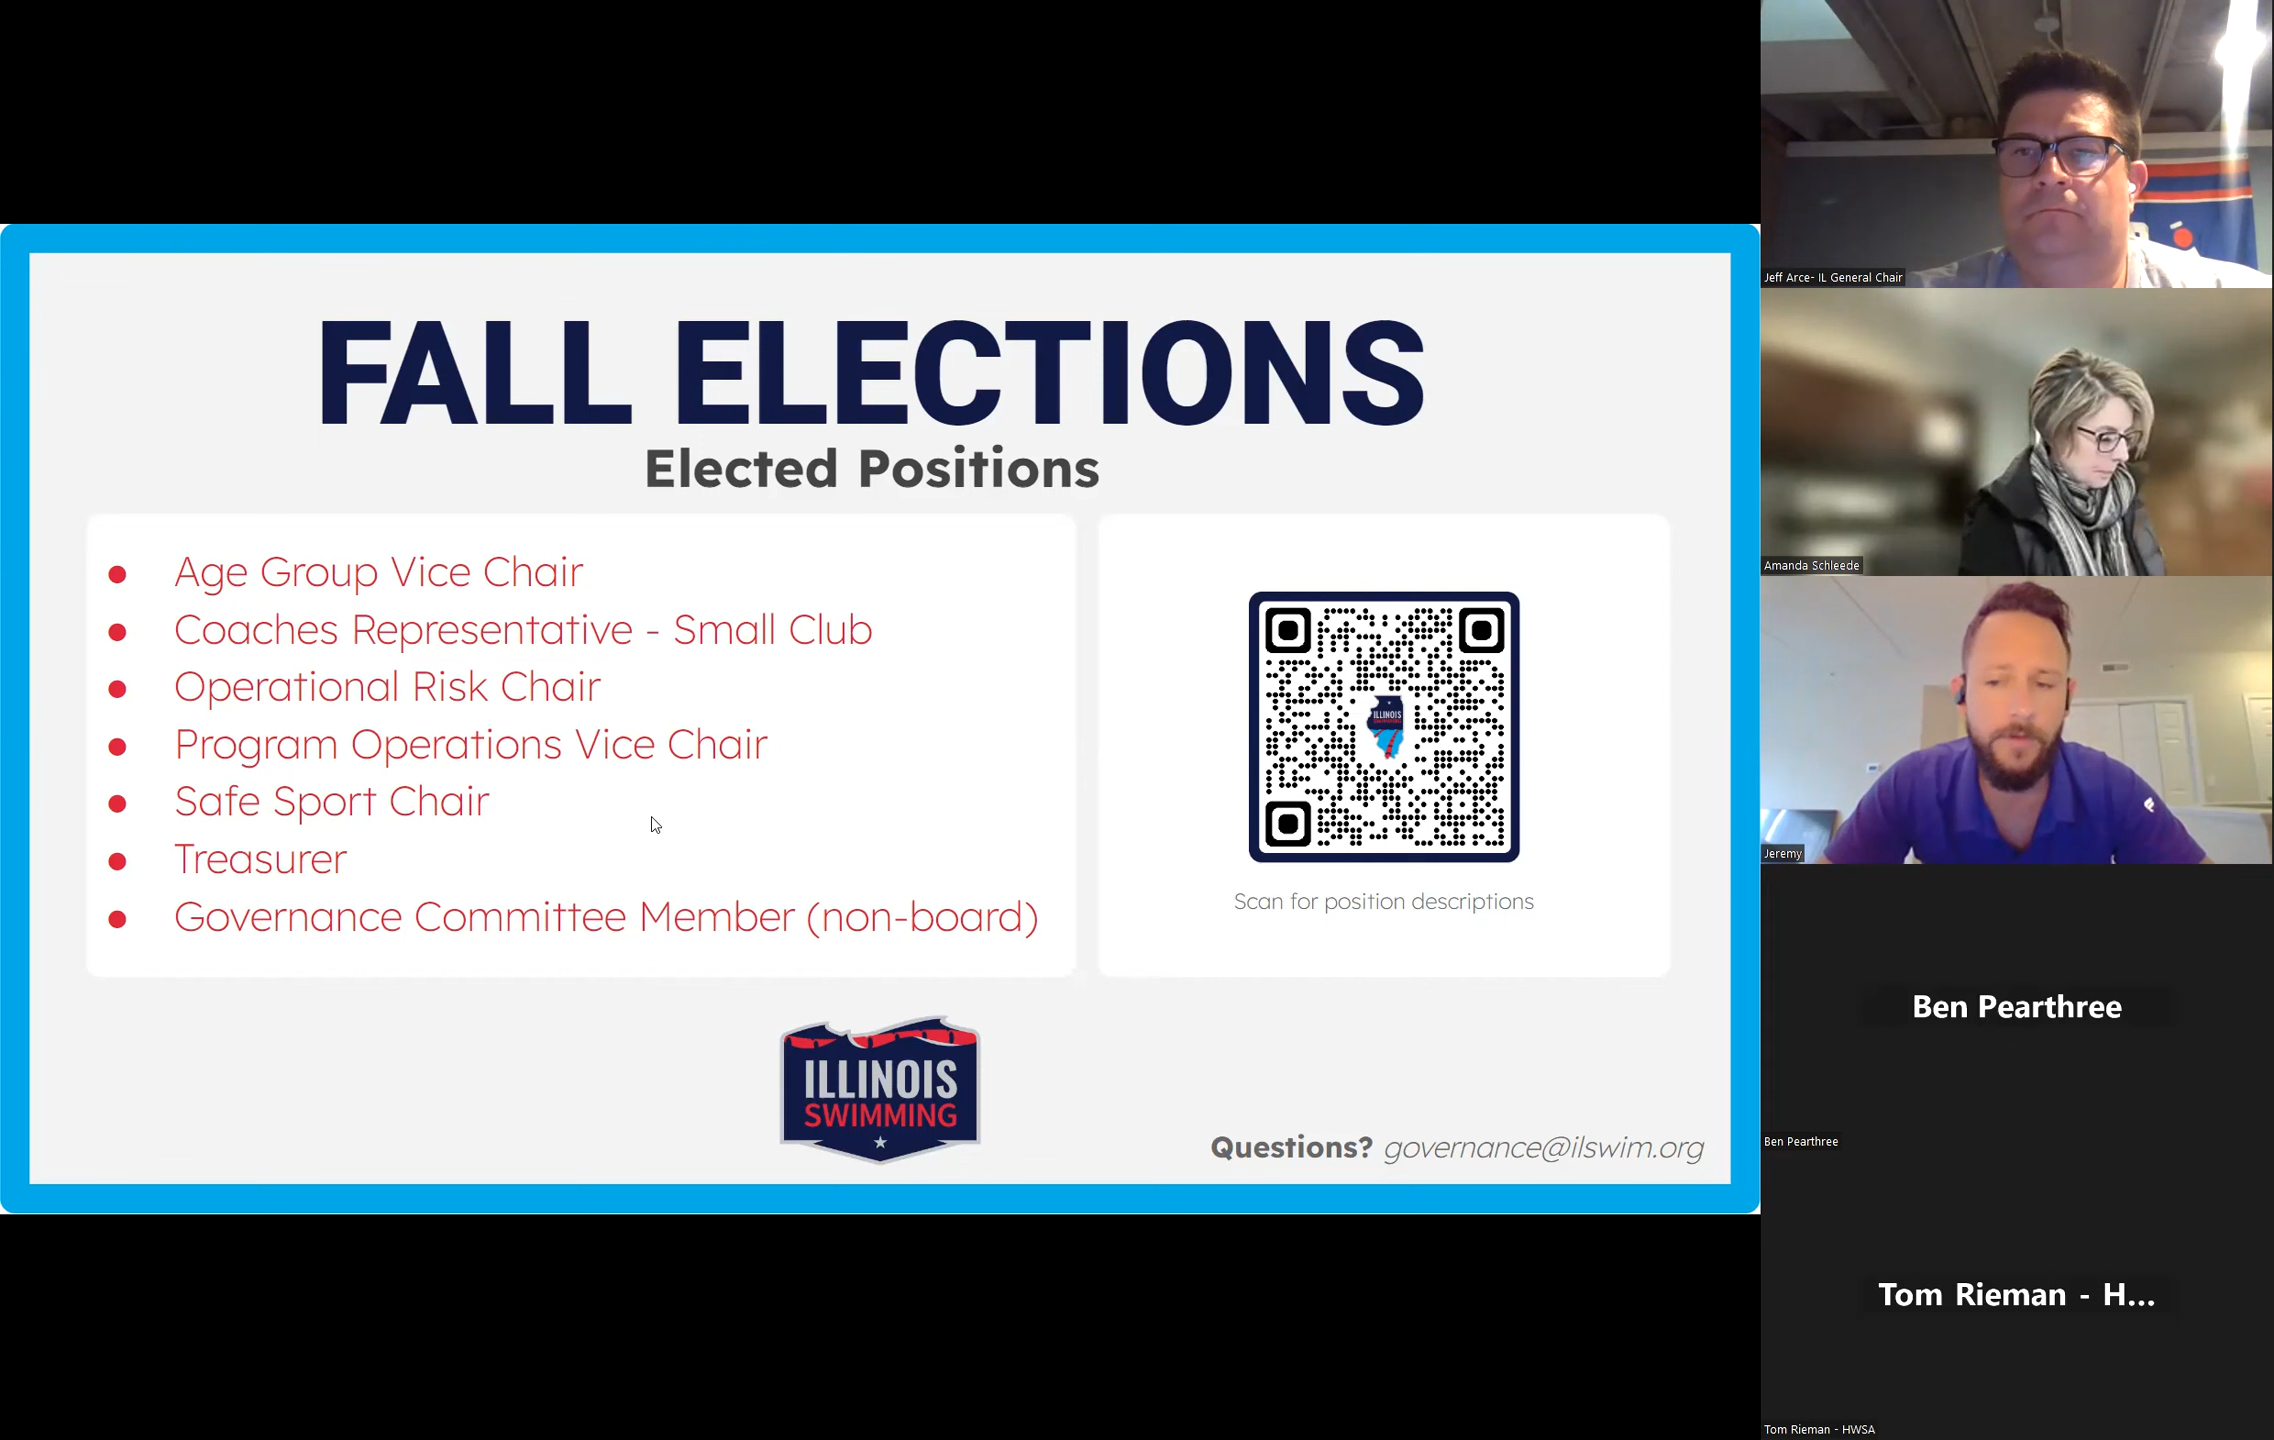 FALL ELECTIONS
Elected Positions
● Age Group Vice Chair
● Coaches Representative - Small Club
● Operational Risk Chair
● Program Operations Vice Chair
● Safe Sport Chair
● Treasurer
● Governance Committee Member (non-board)
ILLINOIS
Scan for position descriptions
ILLINOIS
SWIMMING
Questions? governance@ilswim.org
Jeff Arce- IL General Chair
Amanda Schleede
Jeremy
Ben Pearthree
Ben Pearthree
Tom Rieman - H...
Tom Rieman - HWSA